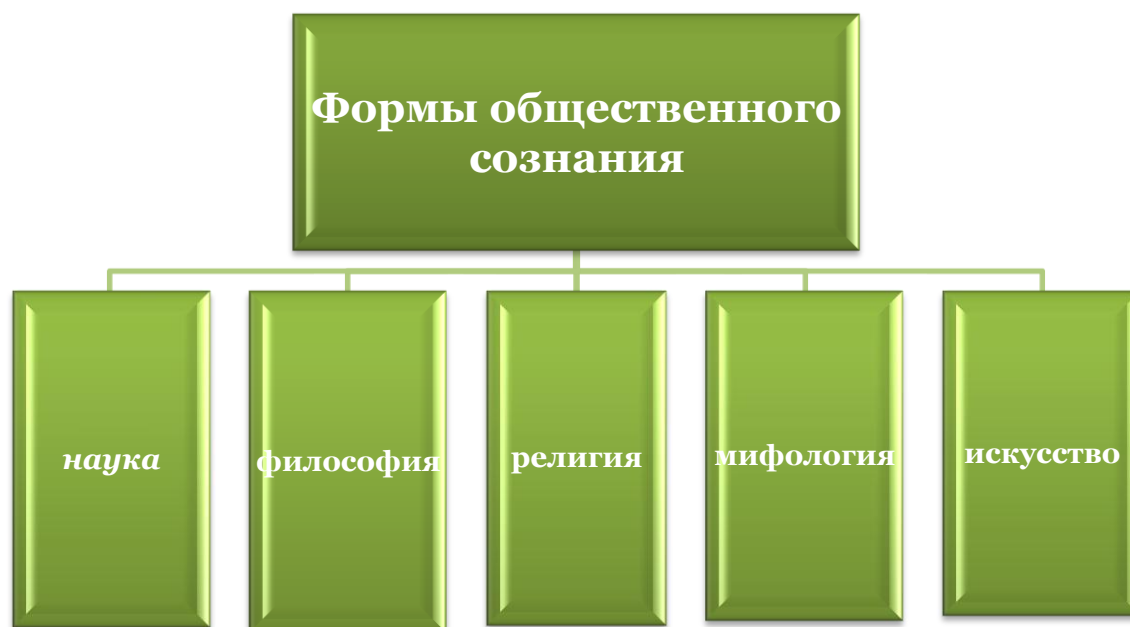 Формы общественного
сознания
наука
философия
религия
мифология
искусство